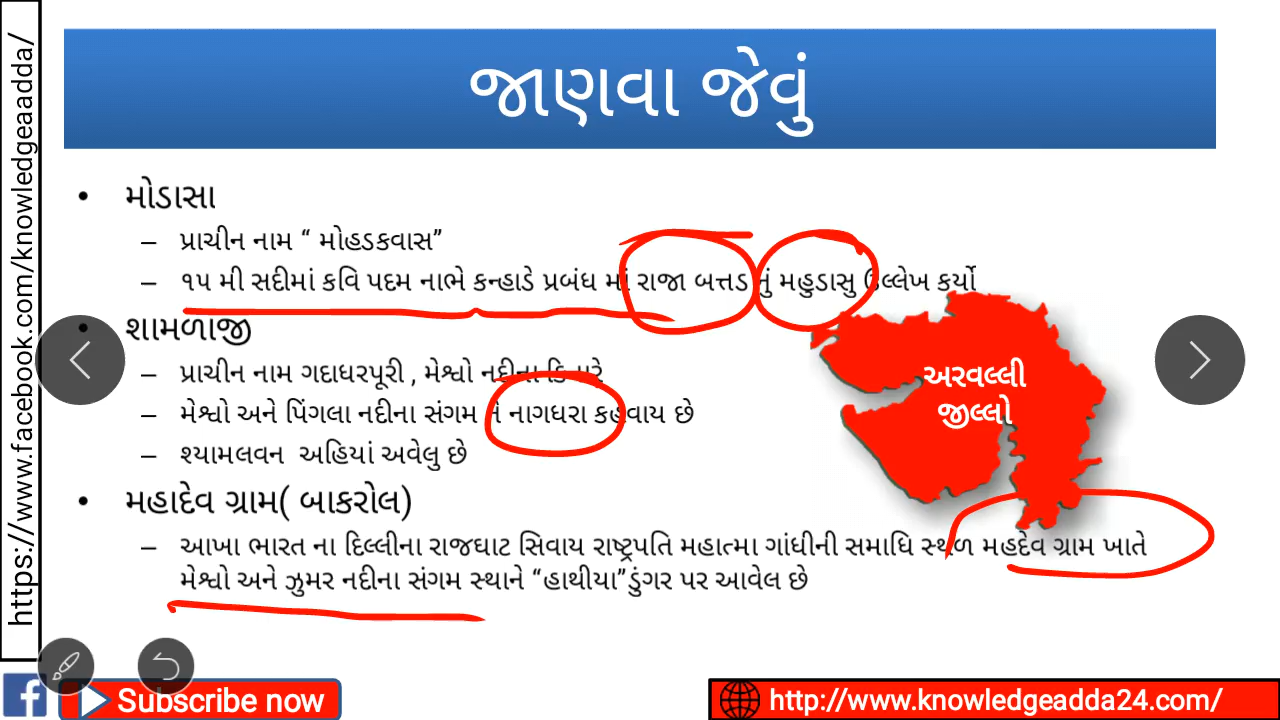 https://www.facebook.com/knowledgeaadda/
જાણવા જેવું
• મોડાસા
– પ્રાચીન નામ “ મોહડકવાસ”
– ૧૫ મી સદીમાં કવિ પદમ નાભે કન્હાડે પ્રબંધ માં રાજા બત્તડ નું મહુડાસુ ઉલ્લેખ કર્યો
• શામળાજી
– પ્રાચીન નામ ગદાધરપૂરી , મેશ્વો નદીના કિનારે
– મેશ્વો અને પિંગલા નદીના સંગમ ને નાગધરા કહેવાય છે
– શ્યામલવન અહિયાં અવેલુ છે
અરવલ્લી
જીલ્લો
• મહાદેવ ગ્રામ( બાકરોલ)
– આખા ભારત ના દિલ્લીના રાજઘાટ સિવાય રાષ્ટ્રપતિ મહાત્મા ગાંધીની સમાધિ સ્થળ મહદેવ ગ્રામ ખાતે
મેશ્વો અને ઝુમર નદીના સંગમ સ્થાને “હાથીયા”ડુંગર પર આવેલ છે
f Subscribe now
http://www.knowledgeadda24.com/